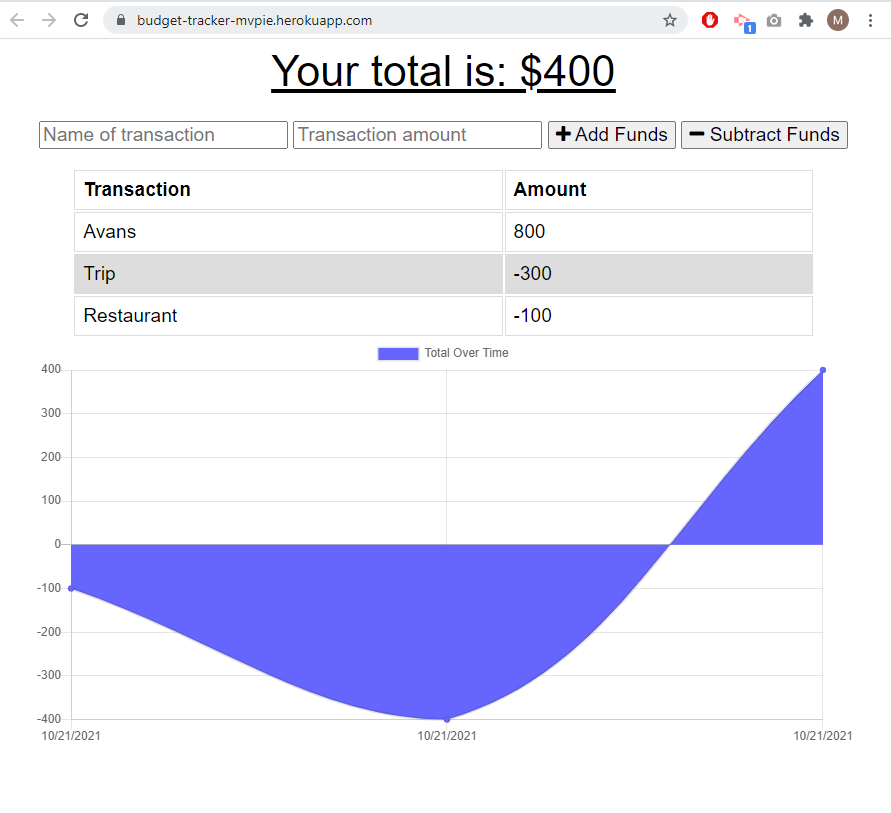 budget-tracker-mvpie.herokuapp.com
1
M
Your total is: $400
Name of transaction Transaction amount Add Funds Subtract Funds
Transaction Amount
Avans 800
Trip -300
Restaurant -100
Total Over Time
400
300
200
100
0
-100
-200
-300
-400
10/21/2021 10/21/2021 10/21/2021